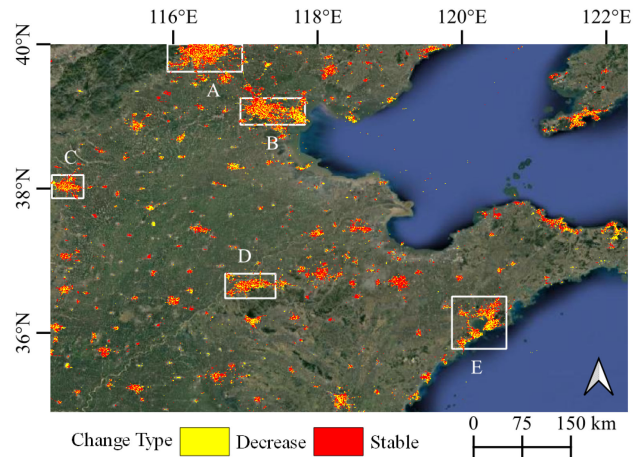 116°E 118°E 120°E 122°E
40°N
A
B
C
38°N
D
36°N
E
Change Type Decrease Stable
0 75 150 km